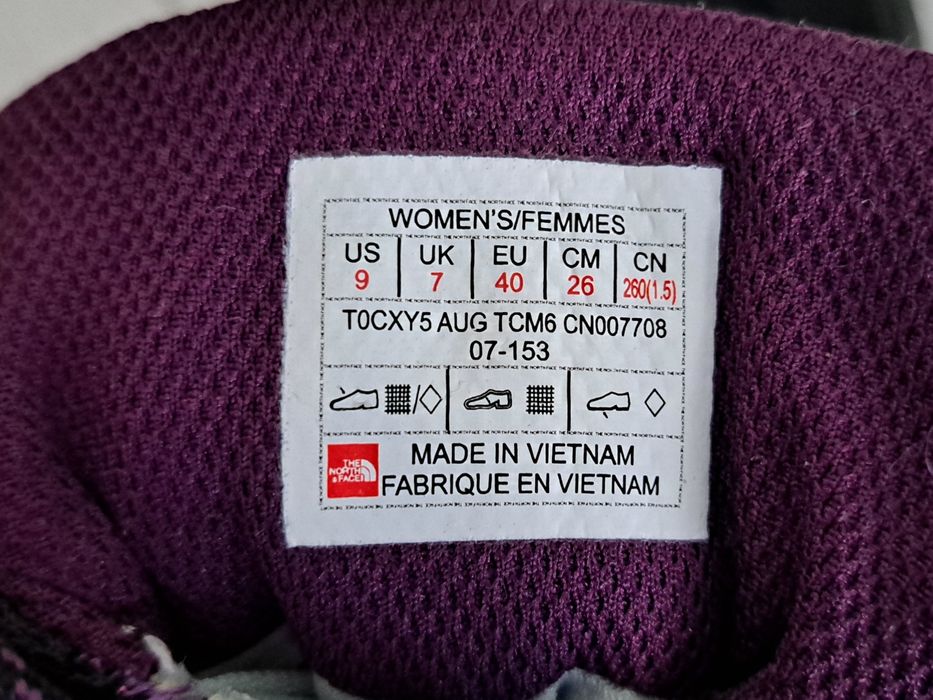 WOMEN'S/FEMMES
US UK EU CM CN
9 7 40 26 260(1.5)
T0CXY5 AUG TCM6 CN007708
07-153
THE NORTH FACE
MADE IN VIETNAM
FABRIQUE EN VIETNAM